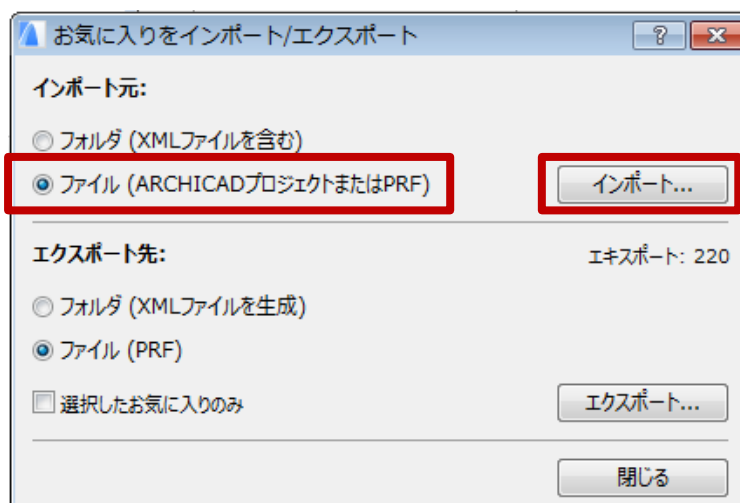 お気に入りをインポート/エクスポート
インポート元:
フォルダ (XMLファイルを含む)
ファイル (ARCHICADプロジェクトまたはPRF)
インポート...
エクスポート先:
エキスポート: 220
フォルダ (XMLファイルを生成)
ファイル (PRF)
選択したお気に入りのみ
エクスポート...
閉じる